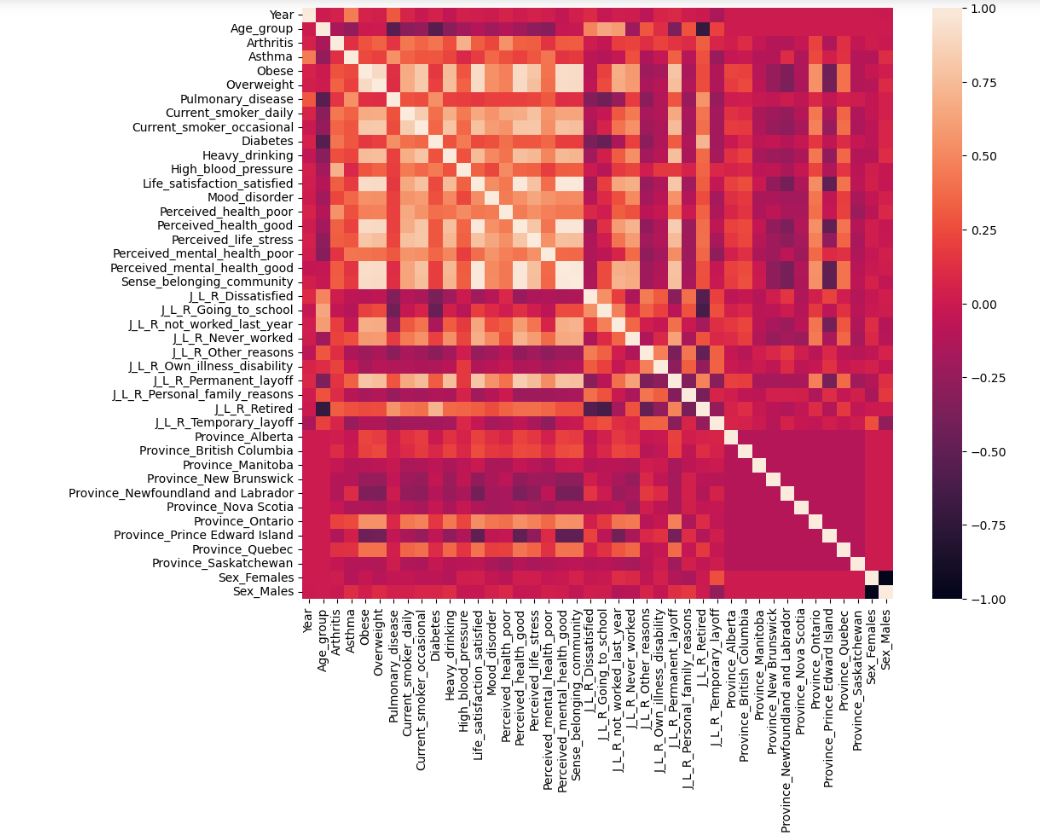 Year
Age_group
Arthritis
Asthma
Obese
Overweight
Pulmonary_disease
Current_smoker_daily
Current_smoker_occasional
Diabetes
Heavy_drinking
High_blood_pressure
Life_satisfaction_satisfied
Mood_disorder
Perceived_health_poor
Perceived_health_good
Perceived_life_stress
Perceived_mental_health_poor
Perceived_mental_health_good
Sense_belonging_community
J_L_R_Dissatisfied
J_L_R_Going_to_school
J_L_R_not_worked_last_year
J_L_R_Never_worked
J_L_R_Other_reasons
J_L_R_Own_illness_disability
J_L_R_Permanent_layoff
J_L_R_Personal_family_reasons
J_L_R_Retired
J_L_R_Temporary_layoff
Province_Alberta
Province_British Columbia
Province_Manitoba
Province_New Brunswick
Province_Newfoundland and Labrador
Province_Nova Scotia
Province_Ontario
Province_Prince Edward Island
Province_Quebec
Province_Saskatchewan
Sex_Females
Sex_Males
Year
Age_group
Arthritis
Asthma
Obese
Overweight
Pulmonary_disease
Current_smoker_daily
Current_smoker_occasional
Diabetes
Heavy_drinking
High_blood_pressure
Life_satisfaction_satisfied
Mood_disorder
Perceived_health_poor
Perceived_health_good
Perceived_life_stress
Perceived_mental_health_poor
Perceived_mental_health_good
Sense_belonging_community
J_L_R_Dissatisfied
J_L_R_Going_to_school
J_L_R_not_worked_last_year
J_L_R_Never_worked
J_L_R_Other_reasons
J_L_R_Own_illness_disability
J_L_R_Permanent_layoff
J_L_R_Personal_family_reasons
J_L_R_Retired
J_L_R_Temporary_layoff
Province_Alberta
Province_British Columbia
Province_Manitoba
Province_New Brunswick
Province_Newfoundland and Labrador
Province_Nova Scotia
Province_Ontario
Province_Prince Edward Island
Province_Quebec
Province_Saskatchewan
Sex_Females
Sex_Males
1.00
0.75
0.50
0.25
0.00
−0.25
−0.50
−0.75
−1.00